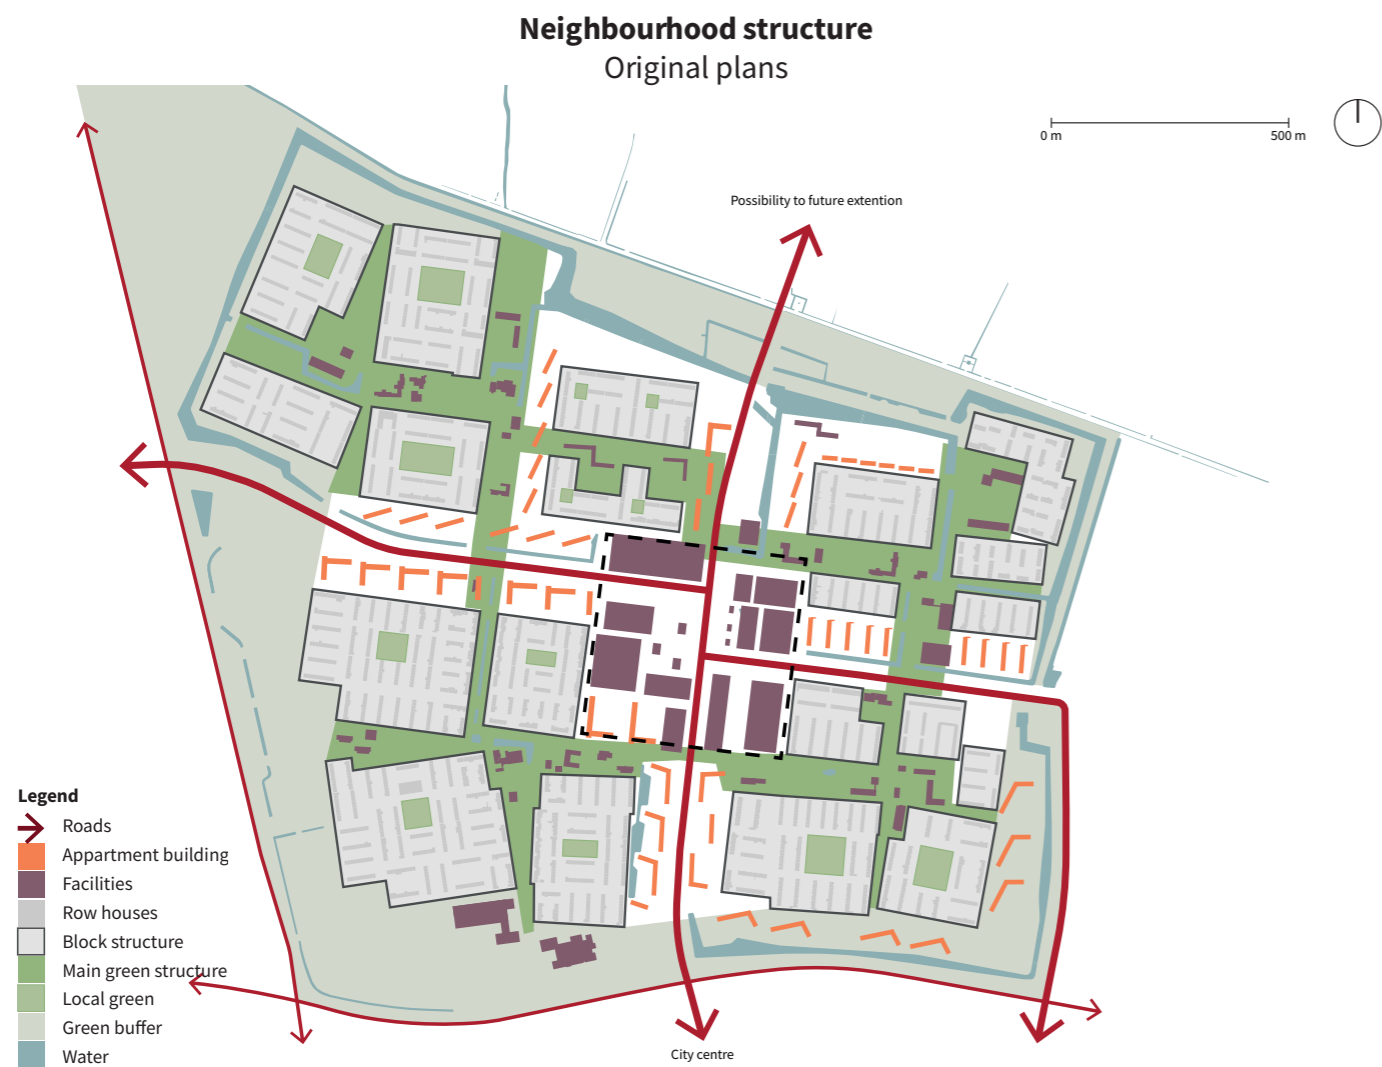 Neighbourhood structure
Original plans
0 m
500 m
Possibility to future extention
Legend
Roads
Appartment building
Facilities
Row houses
Block structure
Main green structure
Local green
Green buffer
Water
City centre